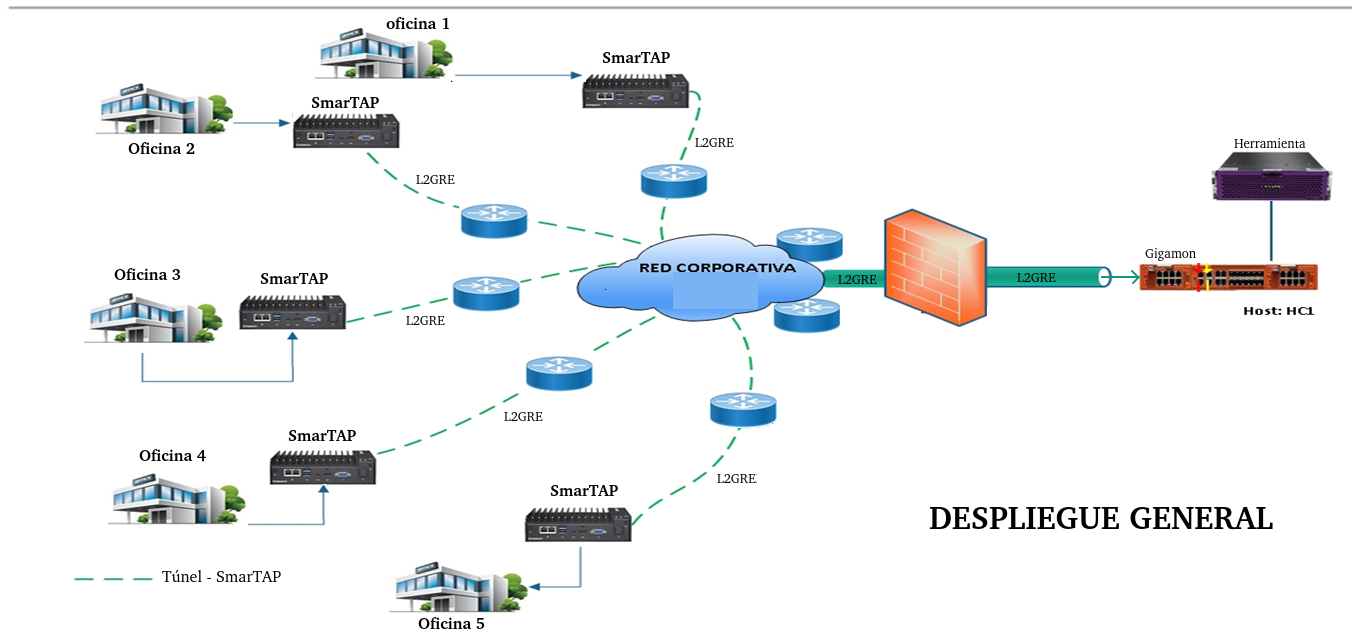 oficina 1
SmarTAP
SmarTAP
Oficina 2
L2GRE
L2GRE
Herramienta
Gigamon
RED CORPORATIVA
L2GRE
L2GRE
Host: HC1
Oficina 3
SmarTAP
L2GRE
L2GRE
Oficina 4
SmarTAP
L2GRE
SmarTAP
DESPLIEGUE GENERAL
Túnel - SmarTAP
Oficina 5